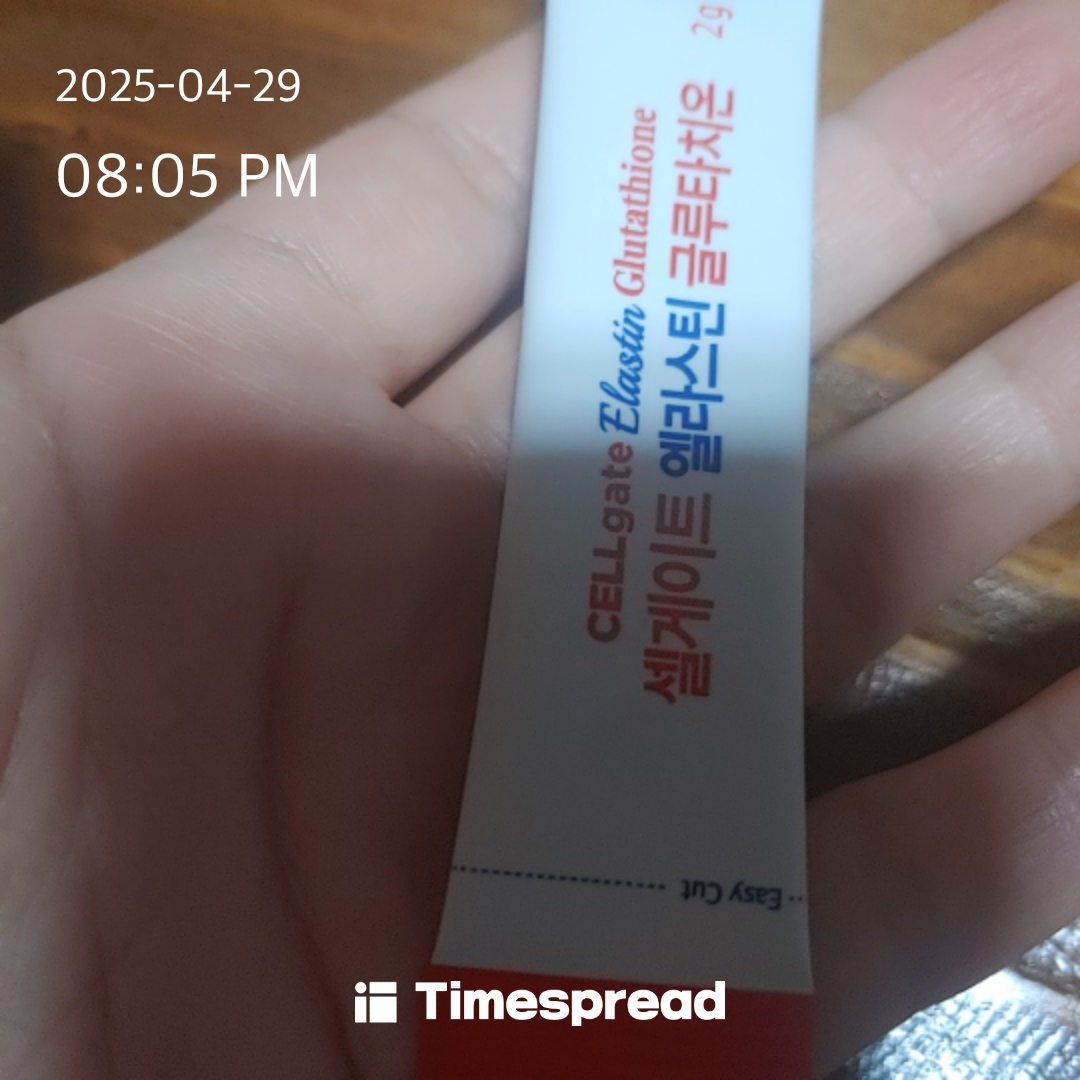 2025-04-29
08:05 PM
CELLgate Elastin Glutathione
셀게이트 엘라스틴 글루타치온 2g
Easy Cut
Timespread